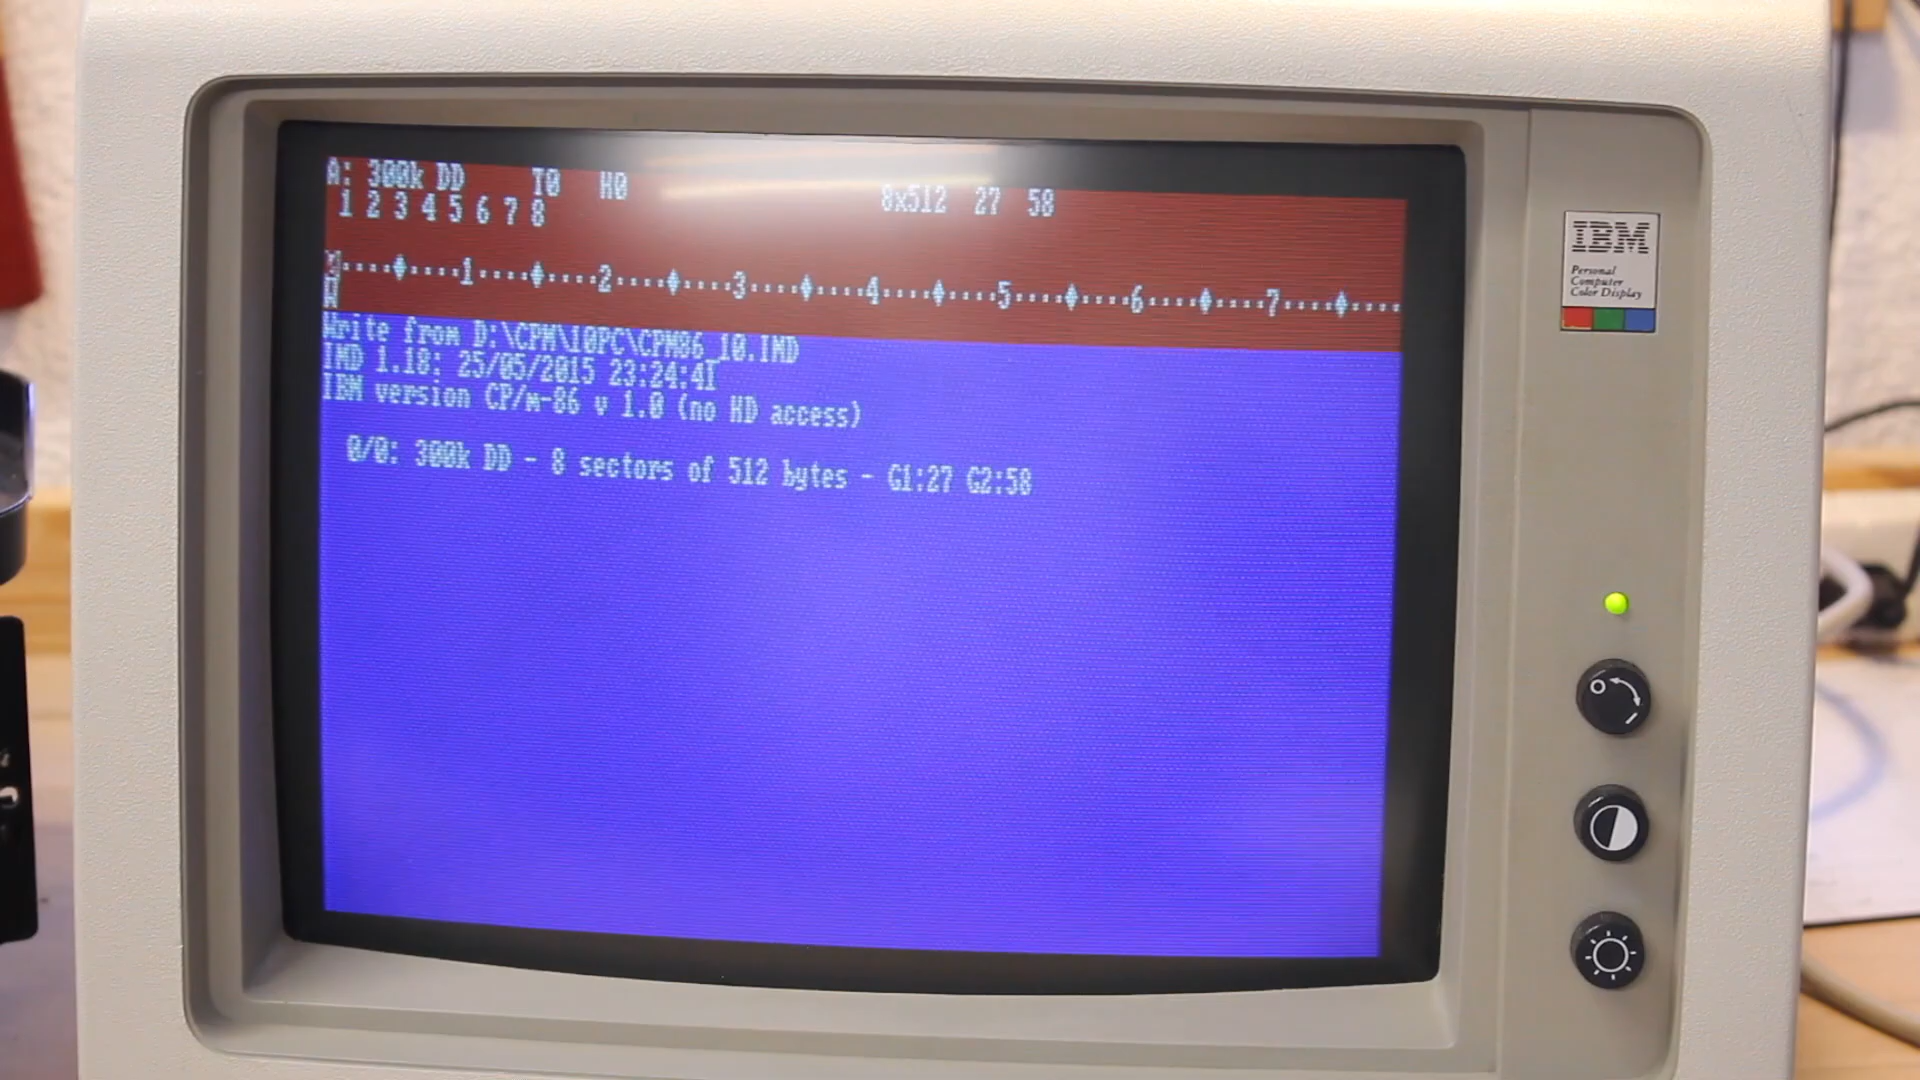 A: 300k DD T0 H0 8x512 27 58
1 2 3 4 5 6 7 8
0....♦....1....♦....2....♦....3....♦....4....♦....5....♦....6....♦....7....♦....
W
Write from D:\CPM\10PC\CPM86_10.IMD
IMD 1.18: 25/05/2015 23:24:41
IBM version CP/m-86 v 1.0 (no HD access)
0/0: 300k DD - 8 sectors of 512 bytes - G1:27 G2:58
IBM
Personal
Computer
Color Display